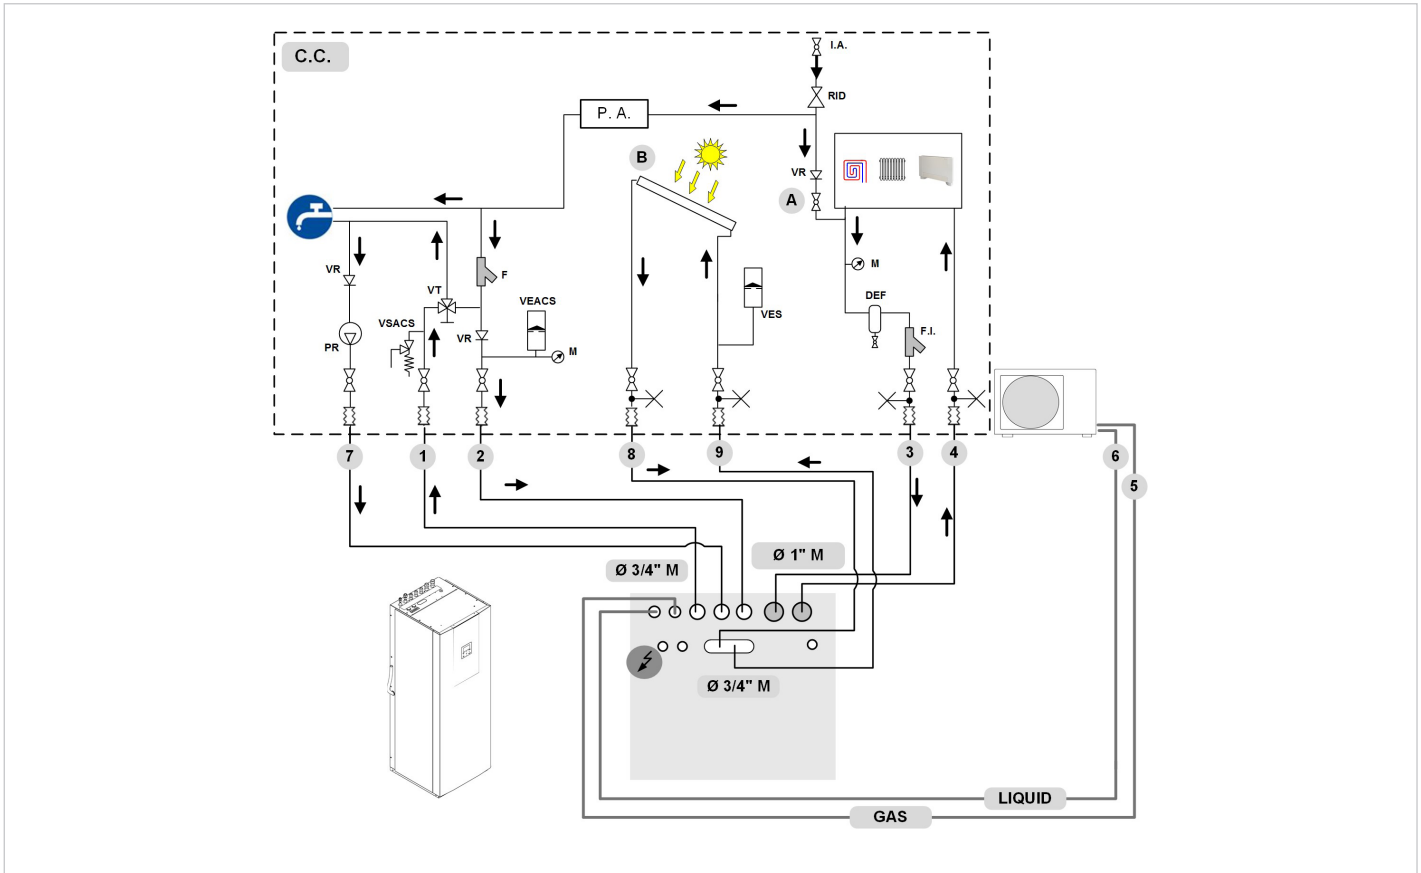 C.C.
I.A.
RID
P. A.
B
VR
A
F
VR
M
VT
DEF
VEACS
VES
VSACS
F.I.
VR
PR
M
7
1
2
8
9
3
4
6
5
Ø 1" M
Ø 3/4" M
Ø 3/4" M
LIQUID
GAS